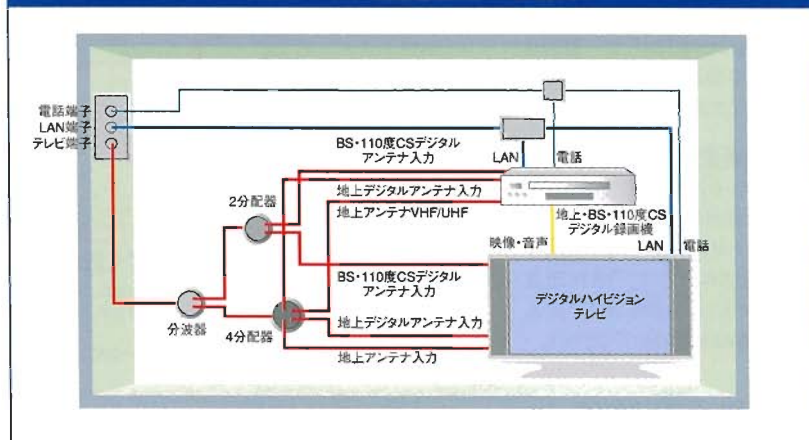 電話端子
LAN端子
テレビ端子
BS・110度CSデジタル
アンテナ入力
LAN
電話
2分配器
地上デジタルアンテナ入力
地上アンテナVHF/UHF
地上・BS・110度CS
デジタル録画機
映像・音声
LAN
電話
BS・110度CSデジタル
アンテナ入力
デジタルハイビジョン
テレビ
分波器
4分配器
地上デジタルアンテナ入力
地上アンテナ入力